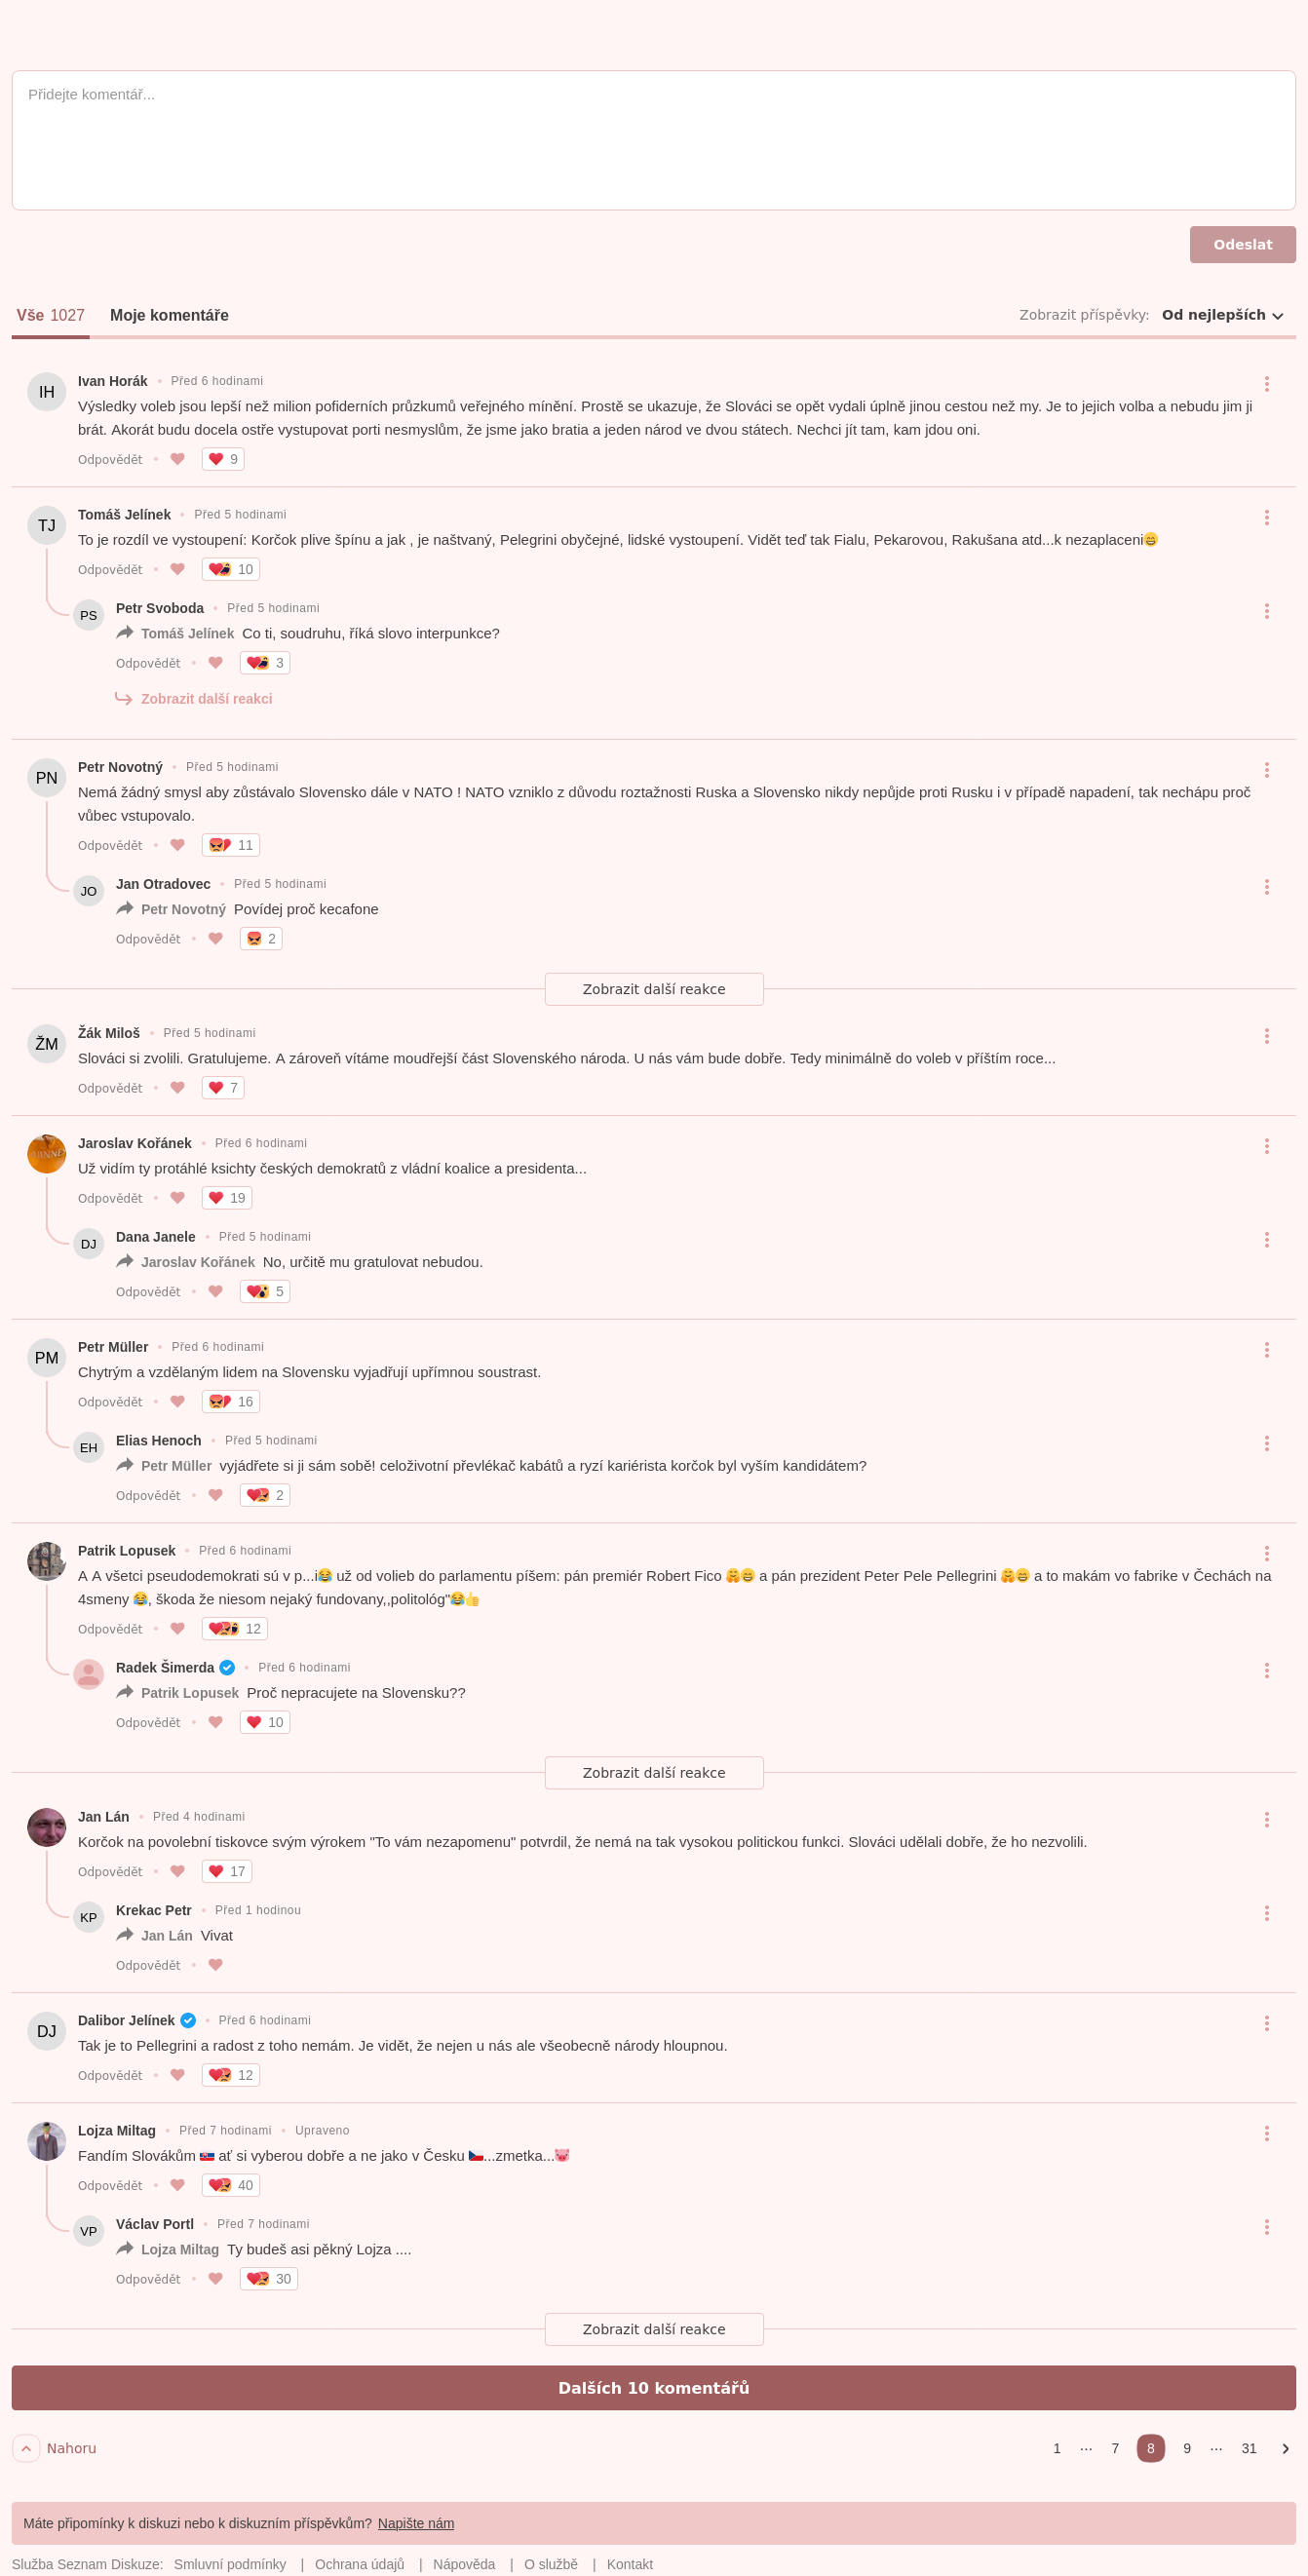 Přidejte komentář...
Odeslat
Vše 1027 Moje komentáře Zobrazit příspěvky: Od nejlepších
IH Ivan Horák • Před 6 hodinami
Výsledky voleb jsou lepší než milion pofiderních průzkumů veřejného mínění. Prostě se ukazuje, že Slováci se opět vydali úplně jinou cestou než my. Je to jejich volba a nebudu jim ji
brát. Akorát budu docela ostře vystupovat porti nesmyslům, že jsme jako bratia a jeden národ ve dvou státech. Nechci jít tam, kam jdou oni.
Odpovědět • 9
TJ Tomáš Jelínek • Před 5 hodinami
To je rozdíl ve vystoupení: Korčok plive špínu a jak , je naštvaný, Pelegrini obyčejné, lidské vystoupení. Vidět teď tak Fialu, Pekarovou, Rakušana atd...k nezaplaceni😄
Odpovědět • 10
PS Petr Svoboda • Před 5 hodinami
Tomáš Jelínek Co ti, soudruhu, říká slovo interpunkce?
Odpovědět • 3
Zobrazit další reakci
PN Petr Novotný • Před 5 hodinami
Nemá žádný smysl aby zůstávalo Slovensko dále v NATO ! NATO vzniklo z důvodu roztažnosti Ruska a Slovensko nikdy nepůjde proti Rusku i v případě napadení, tak nechápu proč
vůbec vstupovalo.
Odpovědět • 11
JO Jan Otradovec • Před 5 hodinami
Petr Novotný Povídej proč kecafone
Odpovědět • 2
Zobrazit další reakce
ŽM Žák Miloš • Před 5 hodinami
Slováci si zvolili. Gratulujeme. A zároveň vítáme moudřejší část Slovenského národa. U nás vám bude dobře. Tedy minimálně do voleb v příštím roce...
Odpovědět • 7
Jaroslav Kořánek • Před 6 hodinami
Už vidím ty protáhlé ksichty českých demokratů z vládní koalice a presidenta...
Odpovědět • 19
DJ Dana Janele • Před 5 hodinami
Jaroslav Kořánek No, určitě mu gratulovat nebudou.
Odpovědět • 5
PM Petr Müller • Před 6 hodinami
Chytrým a vzdělaným lidem na Slovensku vyjadřují upřímnou soustrast.
Odpovědět • 16
EH Elias Henoch • Před 5 hodinami
Petr Müller vyjádřete si ji sám sobě! celoživotní převlékač kabátů a ryzí kariérista korčok byl vyším kandidátem?
Odpovědět • 2
Patrik Lopusek • Před 6 hodinami
A A všetci pseudodemokrati sú v p...i😂 už od volieb do parlamentu píšem: pán premiér Robert Fico 🤗😄 a pán prezident Peter Pele Pellegrini 🤗😄 a to makám vo fabrike v Čechách na
4smeny 😂, škoda že niesom nejaký fundovany,,politológ"😂👍
Odpovědět • 12
Radek Šimerda • Před 6 hodinami
Patrik Lopusek Proč nepracujete na Slovensku??
Odpovědět • 10
Zobrazit další reakce
Jan Lán • Před 4 hodinami
Korčok na povolební tiskovce svým výrokem "To vám nezapomenu" potvrdil, že nemá na tak vysokou politickou funkci. Slováci udělali dobře, že ho nezvolili.
Odpovědět • 17
KP Krekac Petr • Před 1 hodinou
Jan Lán Vivat
Odpovědět •
DJ Dalibor Jelínek • Před 6 hodinami
Tak je to Pellegrini a radost z toho nemám. Je vidět, že nejen u nás ale všeobecně národy hloupnou.
Odpovědět • 12
Lojza Miltag • Před 7 hodinami • Upraveno
Fandím Slovákům 🇸🇰 ať si vyberou dobře a ne jako v Česku 🇨🇿...zmetka...🐷
Odpovědět • 40
VP Václav Portl • Před 7 hodinami
Lojza Miltag Ty budeš asi pěkný Lojza ....
Odpovědět • 30
Zobrazit další reakce
Dalších 10 komentářů
Nahoru 1 ··· 7 8 9 ··· 31
Máte připomínky k diskuzi nebo k diskuzním příspěvkům? Napište nám
Služba Seznam Diskuze: Smluvní podmínky | Ochrana údajů | Nápověda | O službě | Kontakt